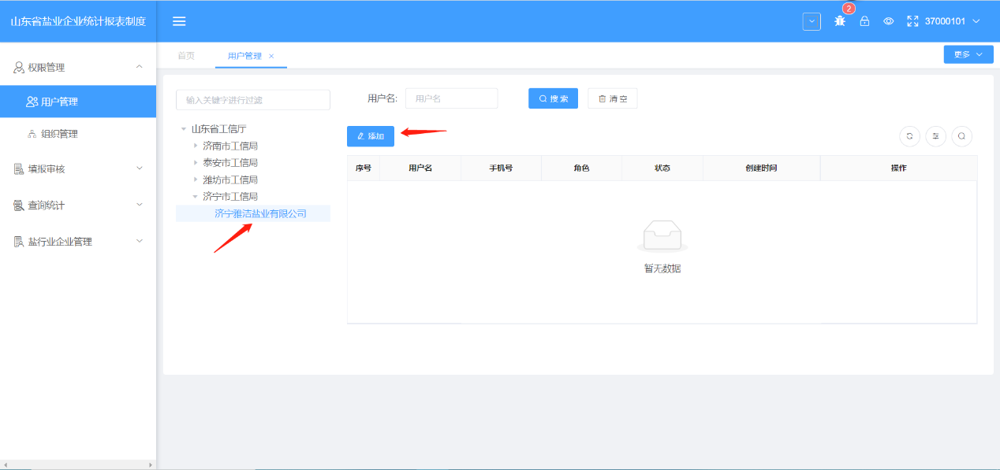 山东省盐业企业统计报表制度
2
37000101
权限管理
用户管理
组织管理
填报审核
查询统计
盐行业企业管理
首页
用户管理
更多
输入关键字进行过滤
山东省工信厅
济南市工信局
泰安市工信局
潍坊市工信局
济宁市工信局
济宁雅洁盐业有限公司
用户名: 用户名 搜索 清空
添加
序号 用户名 手机号 角色 状态 创建时间 操作
暂无数据